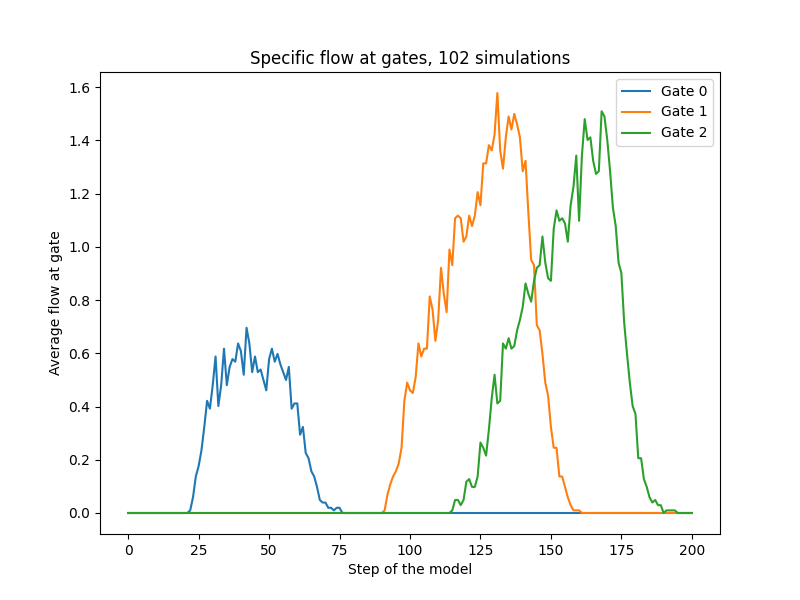 Specific flow at gates, 102 simulations
Gate 0
Gate 1
Gate 2
Average flow at gate
1.6
1.4
1.2
1.0
0.8
0.6
0.4
0.2
0.0
0 25 50 75 100 125 150 175 200
Step of the model